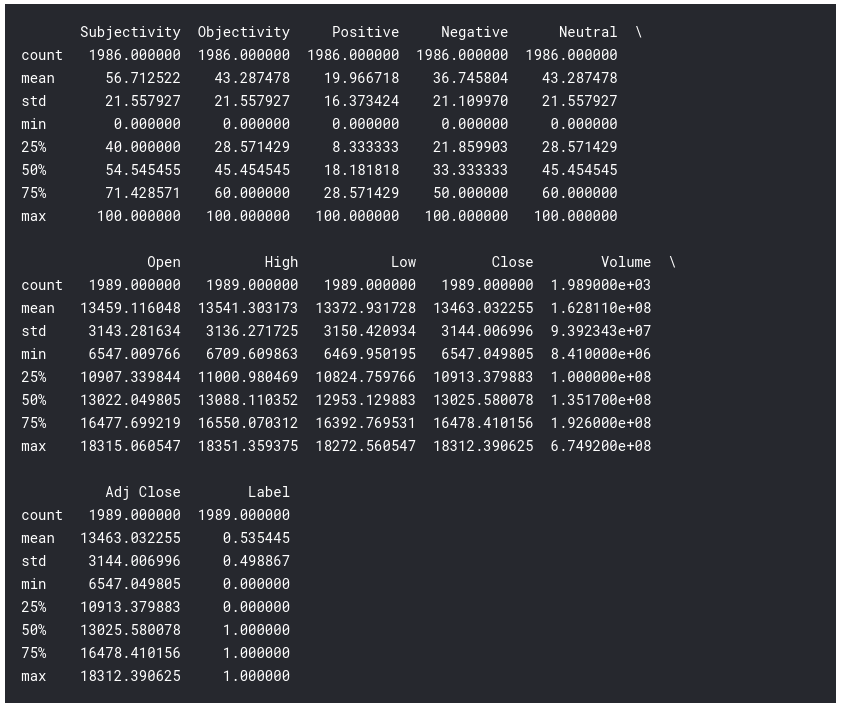 Subjectivity Objectivity Positive Negative Neutral \
count 1986.000000 1986.000000 1986.000000 1986.000000 1986.000000
mean 56.712522 43.287478 19.966718 36.745804 43.287478
std 21.557927 21.557927 16.373424 21.109970 21.557927
min 0.000000 0.000000 0.000000 0.000000 0.000000
25% 40.000000 28.571429 8.333333 21.859903 28.571429
50% 54.545455 45.454545 18.181818 33.333333 45.454545
75% 71.428571 60.000000 28.571429 50.000000 60.000000
max 100.000000 100.000000 100.000000 100.000000 100.000000
Open High Low Close Volume \
count 1989.000000 1989.000000 1989.000000 1989.000000 1.989000e+03
mean 13459.116048 13541.303173 13372.931728 13463.032255 1.628110e+08
std 3143.281634 3136.271725 3150.420934 3144.006996 9.392343e+07
min 6547.009766 6709.609863 6469.950195 6547.049805 8.410000e+06
25% 10907.339844 11000.980469 10824.759766 10913.379883 1.000000e+08
50% 13022.049805 13088.110352 12953.129883 13025.580078 1.351700e+08
75% 16477.699219 16550.070312 16392.769531 16478.410156 1.926000e+08
max 18315.060547 18351.359375 18272.560547 18312.390625 6.749200e+08
Adj Close Label
count 1989.000000 1989.000000
mean 13463.032255 0.535445
std 3144.006996 0.498867
min 6547.049805 0.000000
25% 10913.379883 0.000000
50% 13025.580078 1.000000
75% 16478.410156 1.000000
max 18312.390625 1.000000